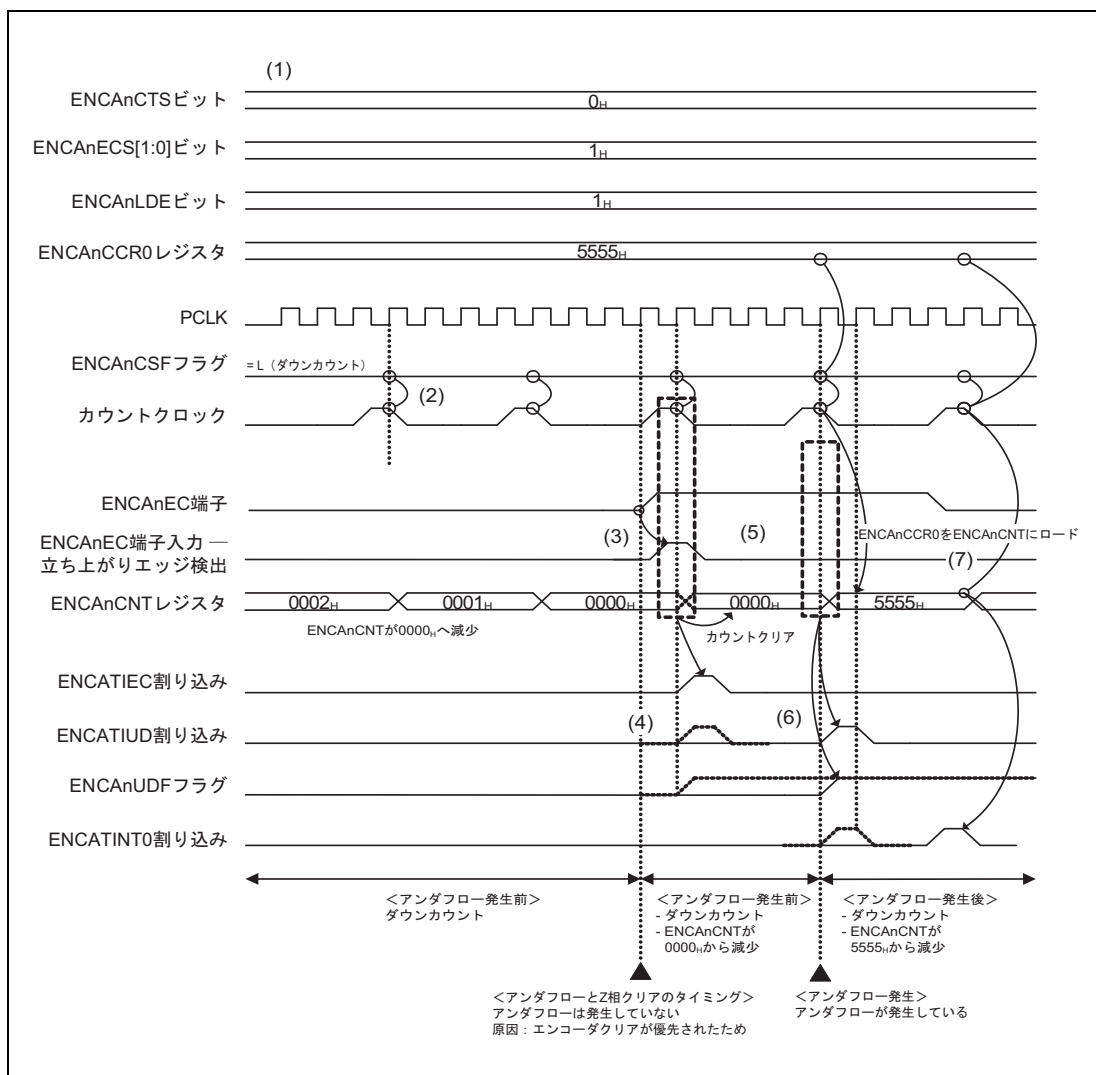 (1)
ENCAnCTSビット
0H
ENCAnECS[1:0]ビット
1H
ENCAnLDEビット
1H
ENCAnCCR0レジスタ
5555H
PCLK
ENCAnCSFフラグ
= L（ダウンカウント）
(2)
カウントクロック
ENCAnEC端子
(3)
(5)
ENCAnCCR0をENCAnCNTにロード
ENCAnEC端子入力 ―
立ち上がりエッジ検出
(7)
ENCAnCNTレジスタ
0002H
0001H
0000H
0000H
5555H
ENCAnCNTが0000Hへ減少
カウントクリア
ENCATIEC割り込み
(4)
(6)
ENCATIUD割り込み
ENCAnUDFフラグ
ENCATINT0割り込み
＜アンダフロー発生前＞
ダウンカウント
＜アンダフロー発生前＞
- ダウンカウント
- ENCAnCNTが
0000Hから減少
＜アンダフロー発生後＞
- ダウンカウント
- ENCAnCNTが
5555Hから減少
＜アンダフローとZ相クリアのタイミング＞
アンダフローは発生していない
原因：エンコーダクリアが優先されたため
＜アンダフロー発生＞
アンダフローが発生している